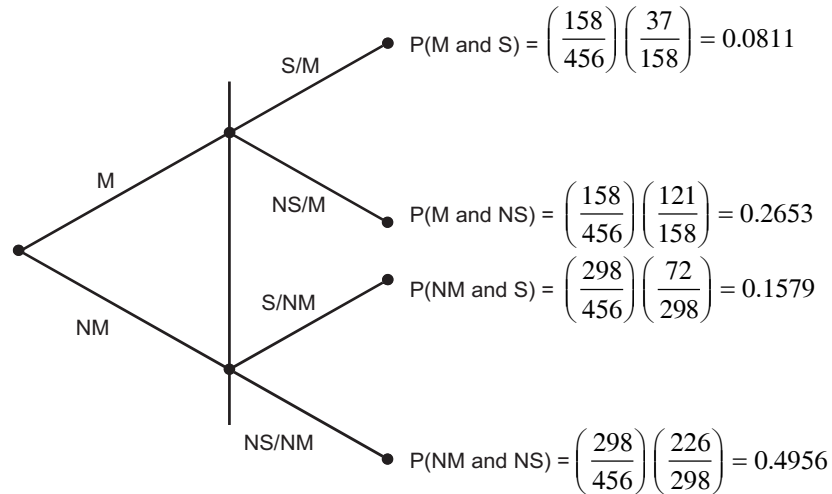 P(M and S) = (158/456) (37/158) = 0.0811
S/M
M
NS/M
P(M and NS) = (158/456) (121/158) = 0.2653
S/NM
P(NM and S) = (298/456) (72/298) = 0.1579
NM
NS/NM
P(NM and NS) = (298/456) (226/298) = 0.4956